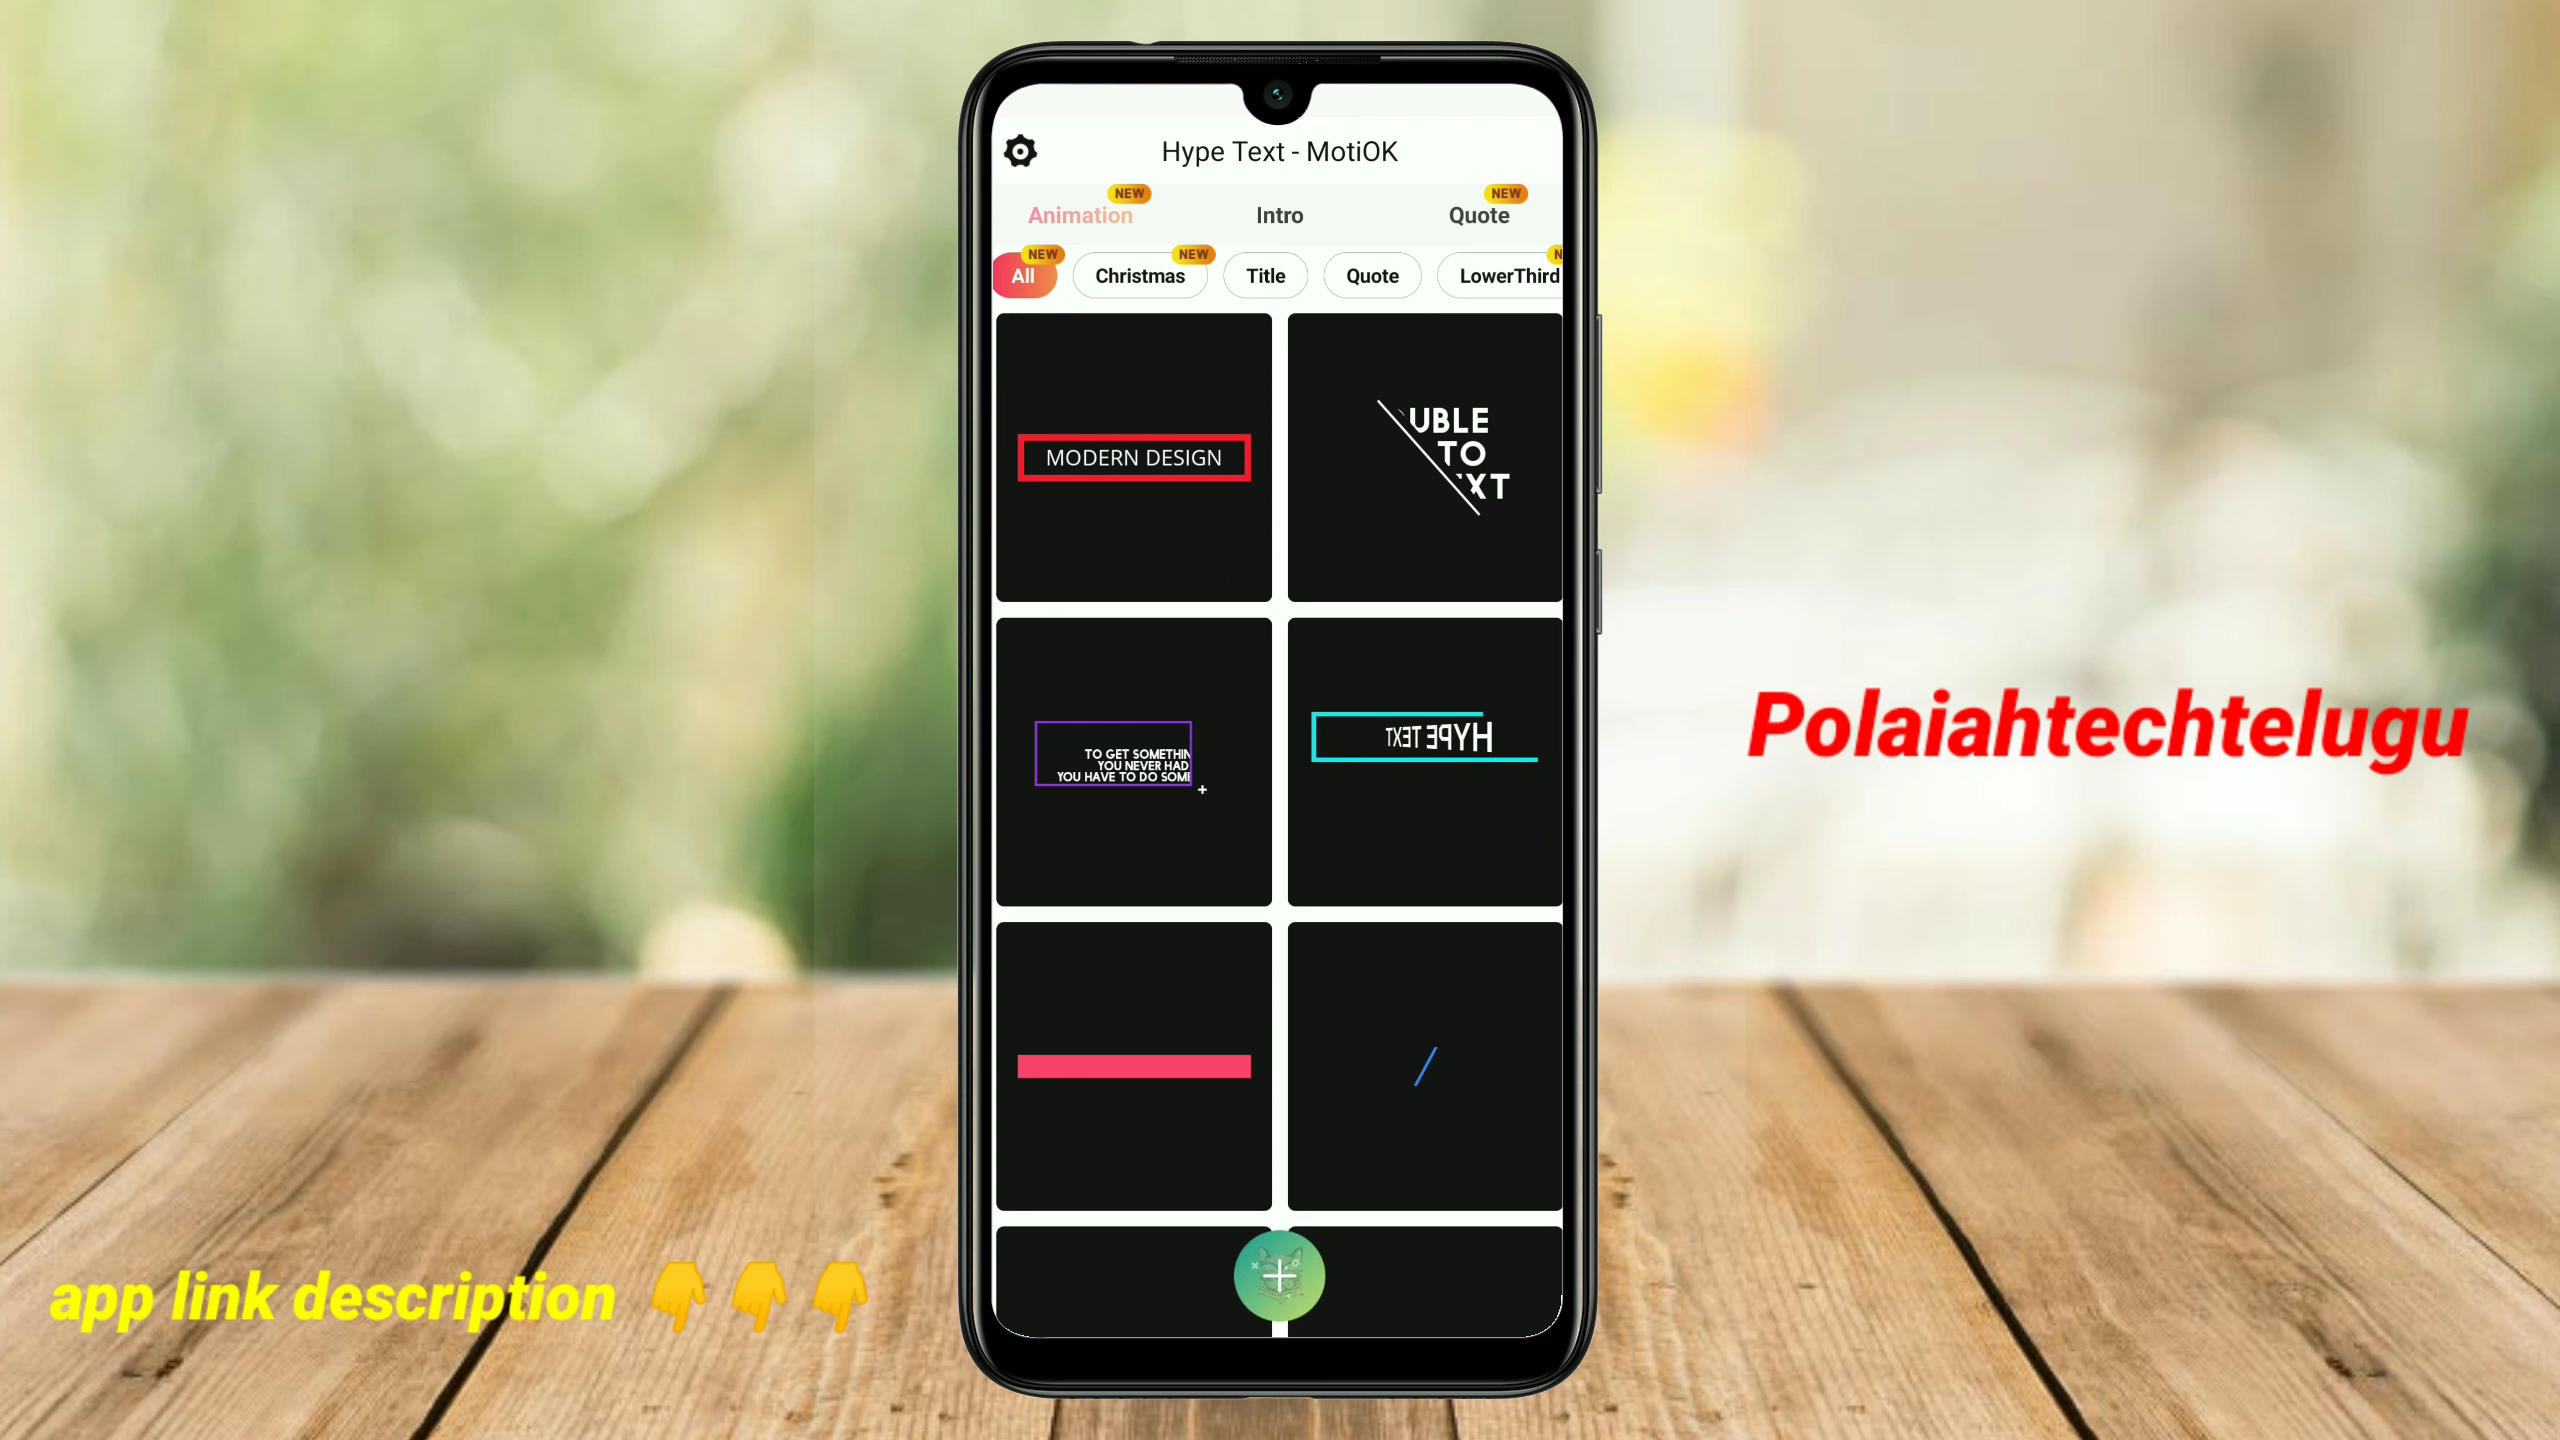 Hype Text - MotiOK
NEW
NEW
Animation
Intro
Quote
NEW
NEW
All
Christmas
Title
Quote
LowerThird
MODERN DESIGN
UBLE
TO
XT
TO GET SOMETHIN
YOU NEVER HAD
YOU HAVE TO DO SOME
HYPE TEXT
Polaiahtechtelugu
app link description 👇👇👇